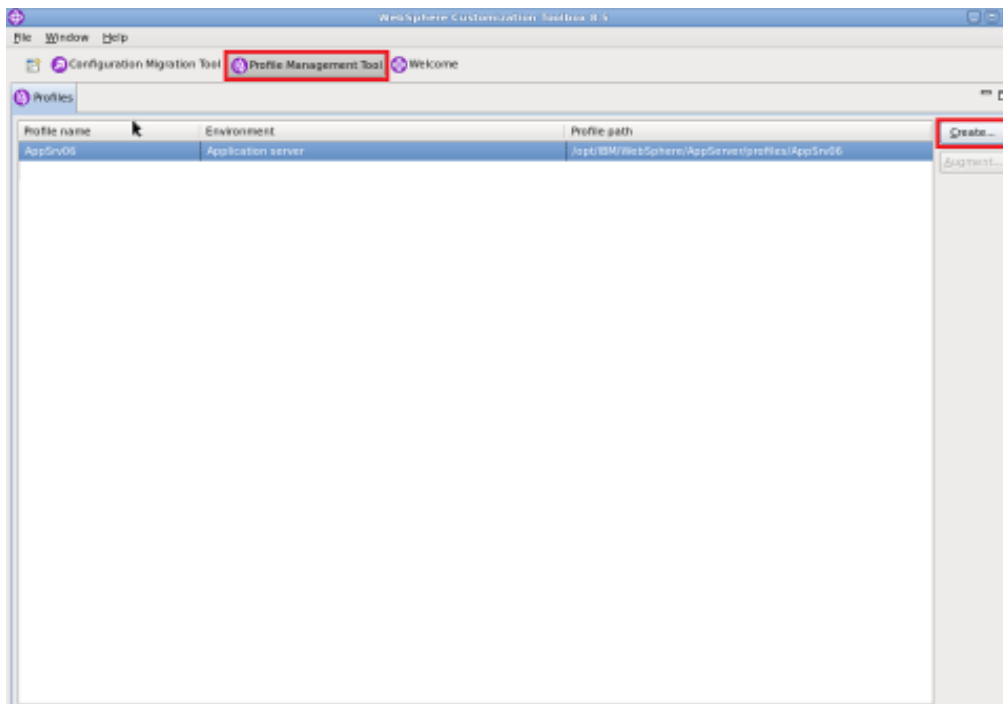 WebSphere Customization Toolbox 8.5
File Window Help
Configuration Migration Tool Profile Management Tool Welcome
Profiles
Profile name Environment Profile path
AppSrv06 Application server /opt/IBM/WebSphere/AppServer/profiles/AppSrv06
Create...
Augment...